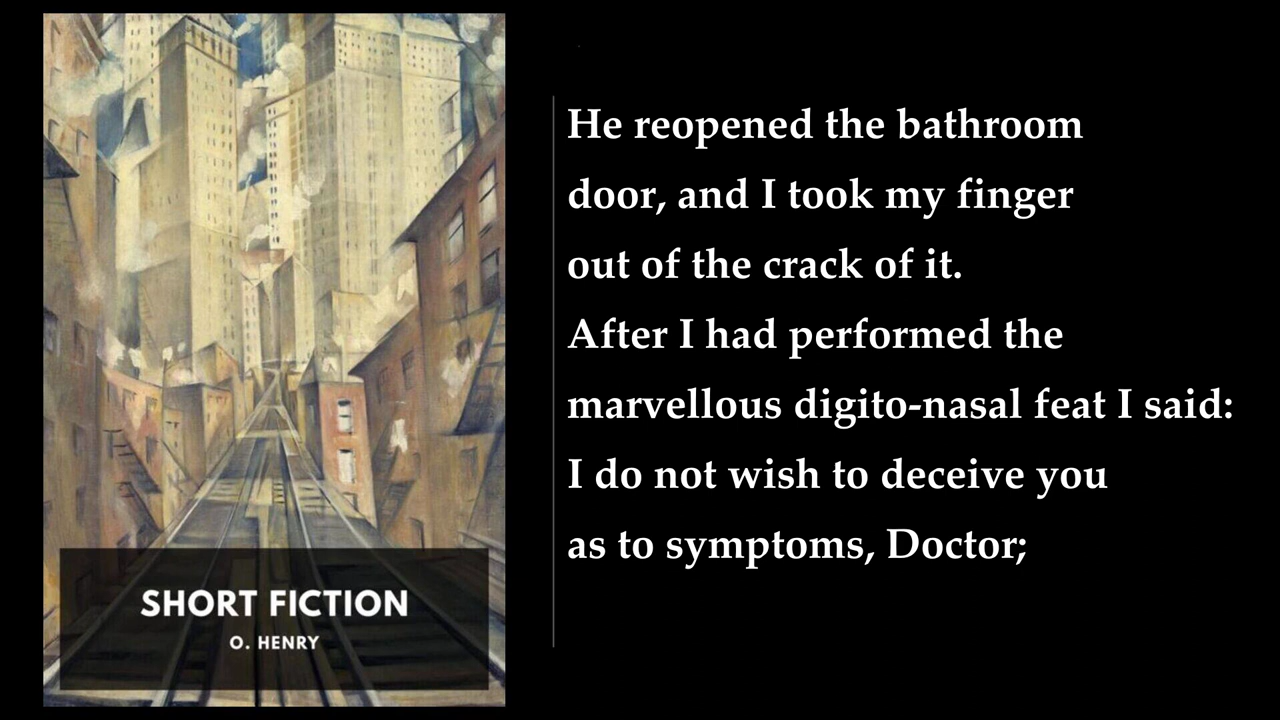 SHORT FICTION
O. HENRY
He reopened the bathroom
door, and I took my finger
out of the crack of it.
After I had performed the
marvellous digito-nasal feat I said:
I do not wish to deceive you
as to symptoms, Doctor;